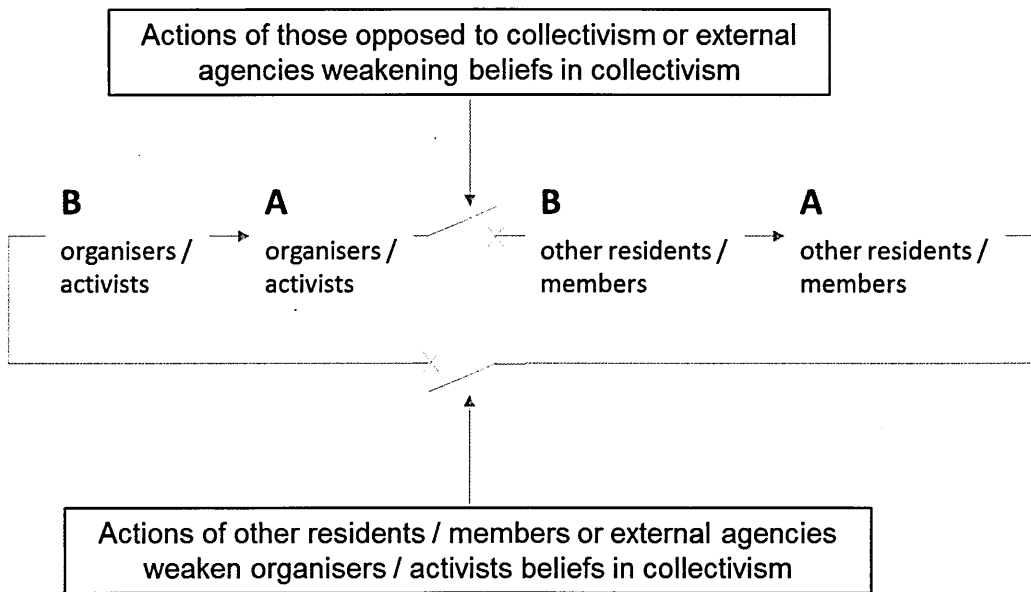 Actions of those opposed to collectivism or external
agencies weakening beliefs in collectivism
B
A
B
A
organisers /
activists
organisers /
activists
other residents /
members
other residents /
members
Actions of other residents / members or external agencies
weaken organisers / activists beliefs in collectivism